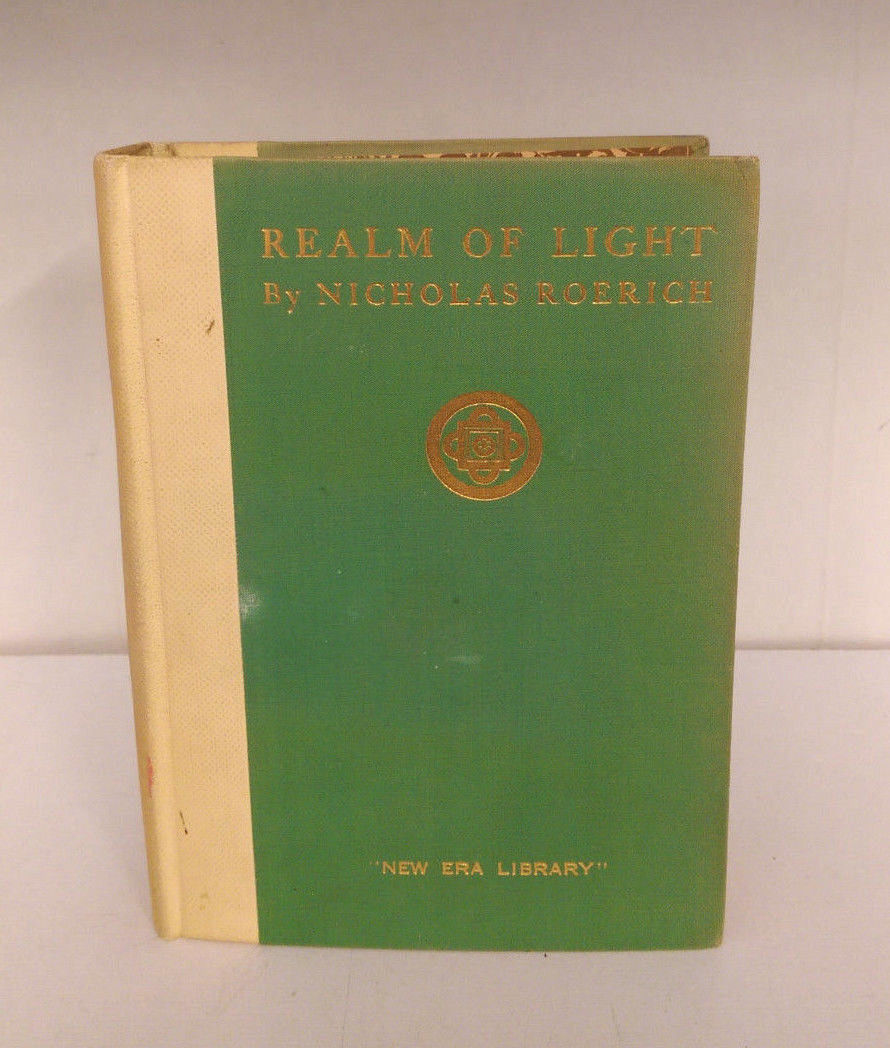 REALM OF LIGHT
By NICHOLAS ROERICH
"NEW ERA LIBRARY"